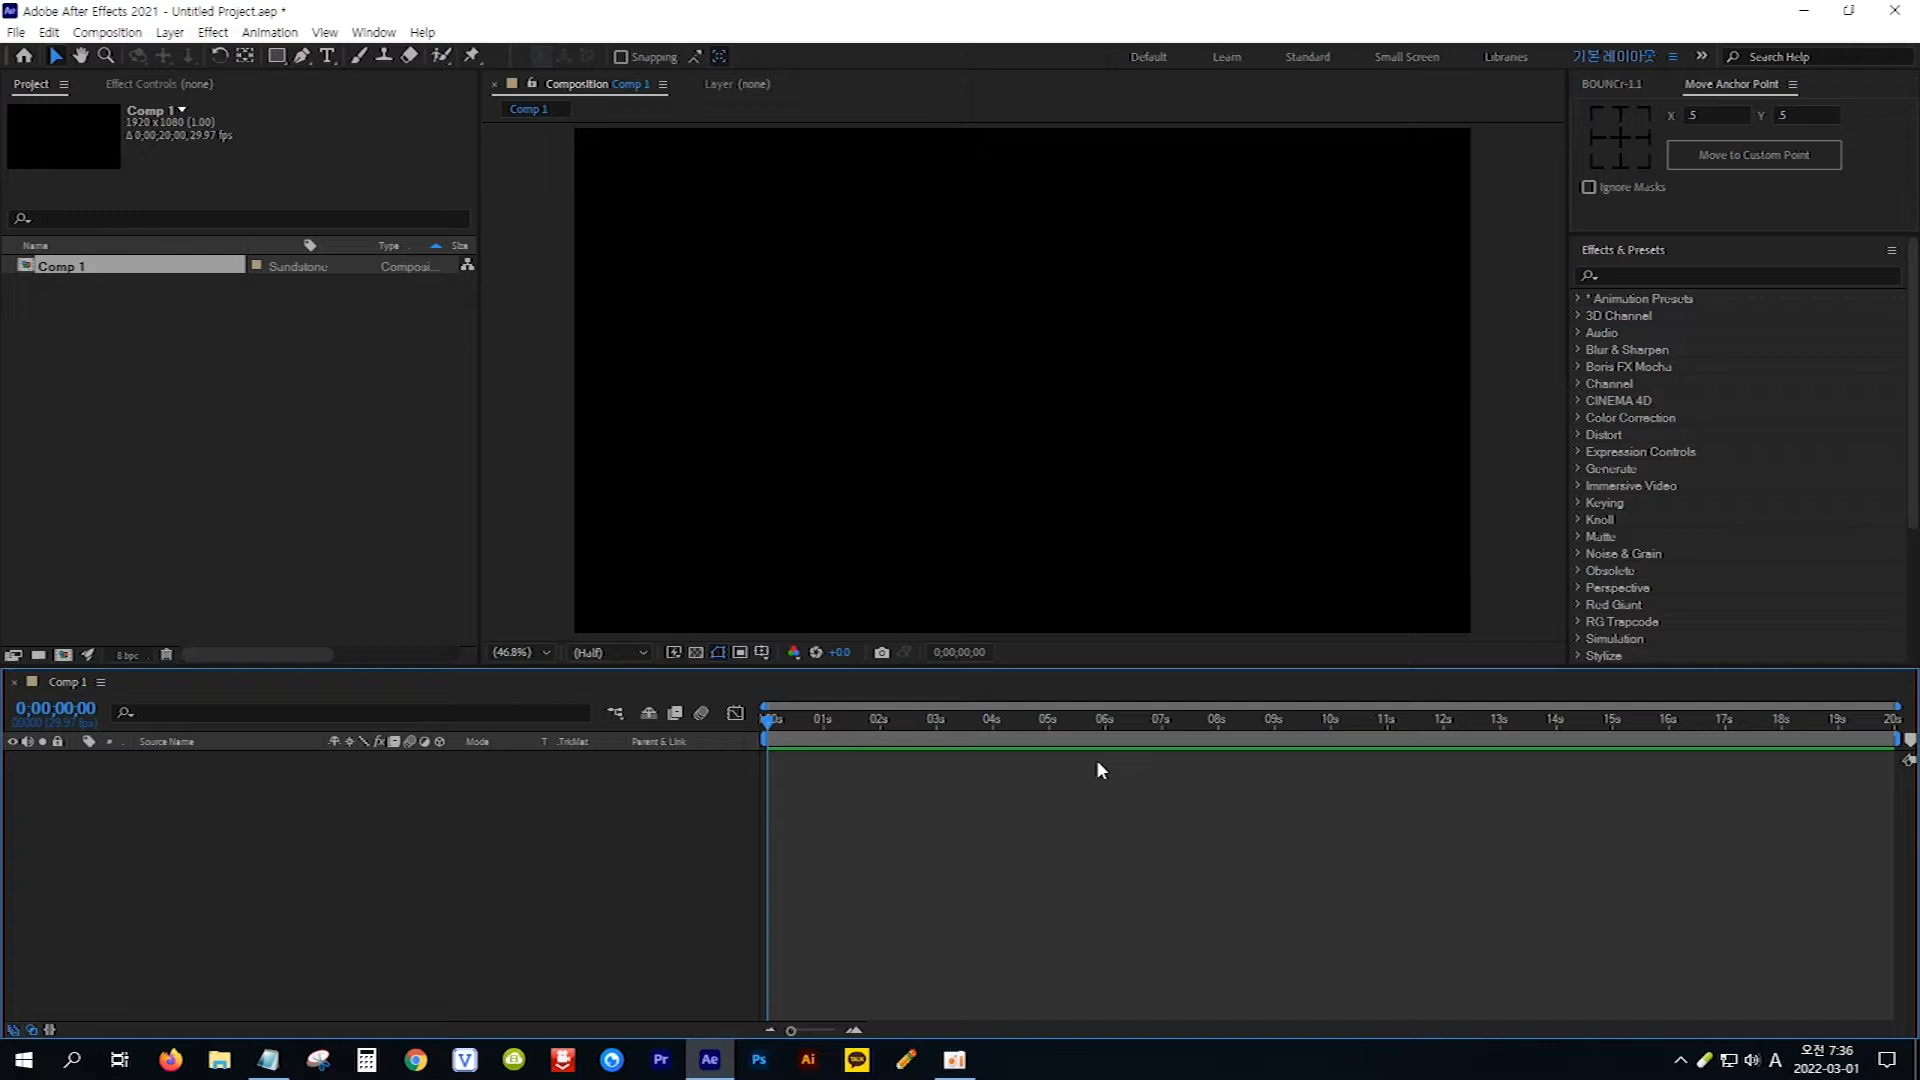 Adobe After Effects 2021 - Untitled Project.aep *
File Edit Composition Layer Effect Animation View Window Help
Snapping
Default Learn Standard Small Screen Libraries 기본 레이아웃 Search Help
Project Effect Controls (none)
Comp 1
1920 x 1080 (1.00)
Δ 0;00;20;00, 29.97 fps
Name Type Size
Comp 1 Sandstone Composi...
8 bpc
Composition Comp 1 Layer (none)
Comp 1
(46.8%) (Half) +0.0 0;00;00;00
BOUNCr-1.1 Move Anchor Point
X .5 Y .5
Move to Custom Point
Ignore Masks
Effects & Presets
* Animation Presets
3D Channel
Audio
Blur & Sharpen
Boris FX Mocha
Channel
CINEMA 4D
Color Correction
Distort
Expression Controls
Generate
Immersive Video
Keying
Knoll
Matte
Noise & Grain
Obsolete
Perspective
Red Giant
RG Trapcode
Simulation
Stylize
Comp 1
0;00;00;00
00000 (29.97 fps)
01s 02s 03s 04s 05s 06s 07s 08s 09s 10s 11s 12s 13s 14s 15s 16s 17s 18s 19s 20s
Source Name Mode T .TrkMat Parent & Link
Pr Ae Ps Ai TALK
A 오전 7:36
2022-03-01